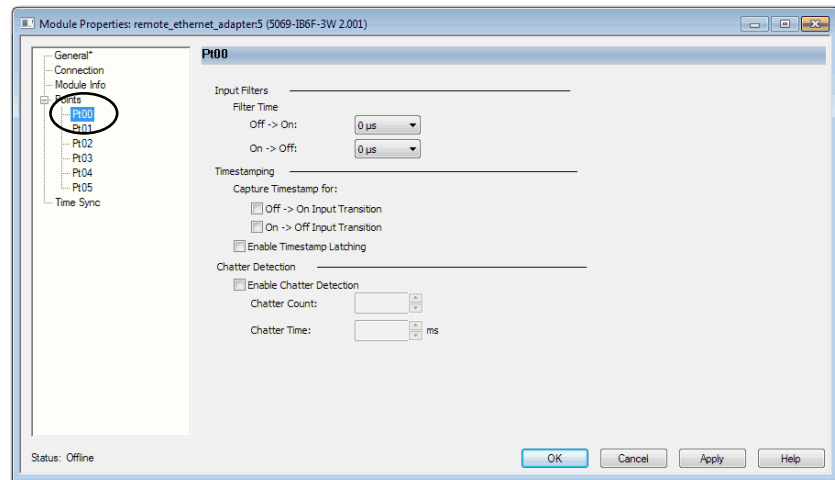 Module Properties: remote_ethernet_adapter:5 (5069-IB6F-3W 2.001)
General*
Connection
Module Info
Points
Pt00
Pt01
Pt02
Pt03
Pt04
Pt05
Time Sync
Pt00
Input Filters
Filter Time
Off -> On: 0 µs
On -> Off: 0 µs
Timestamping
Capture Timestamp for:
Off -> On Input Transition
On -> Off Input Transition
Enable Timestamp Latching
Chatter Detection
Enable Chatter Detection
Chatter Count:
Chatter Time: ms
Status: Offline
OK Cancel Apply Help